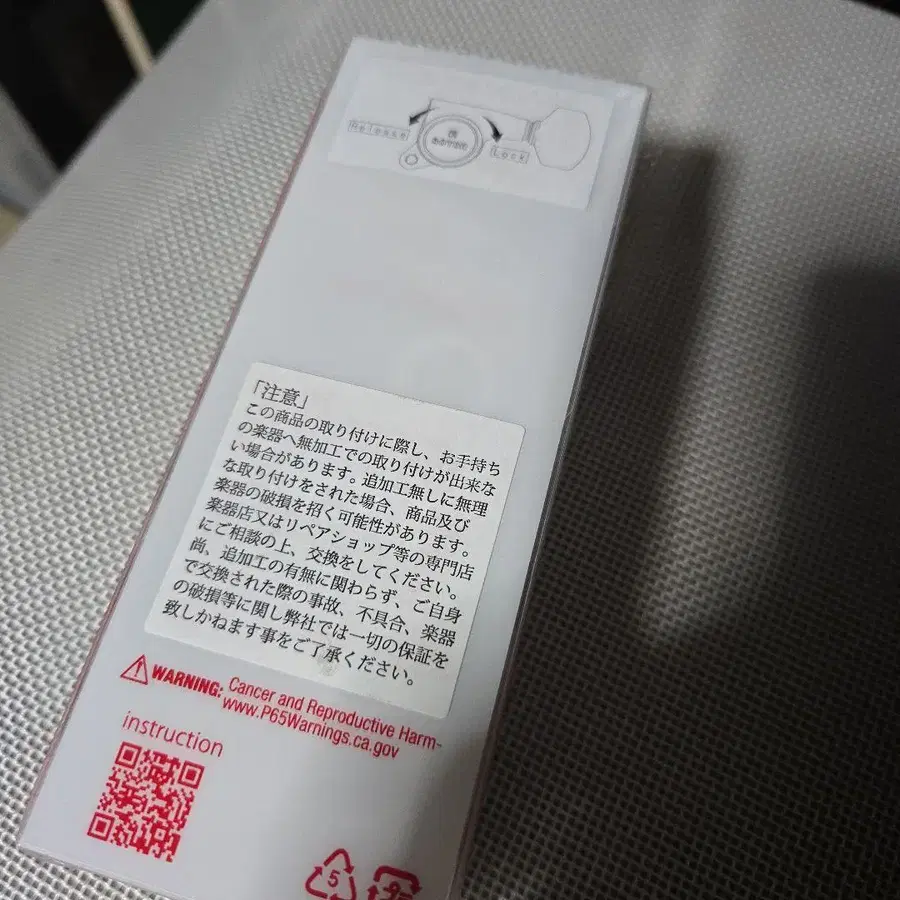 Release
Lock
GOTOH
「注意」
この商品の取り付けに際し、お手持ち
の楽器へ無加工での取り付けが出来な
い場合があります。追加工無しに無理
な取り付けをされた場合、商品及び
楽器の破損を招く可能性があります。
楽器店又はリペアショップ等の専門店
にご相談の上、交換をしてください。
尚、追加工の有無に関わらず、ご自身
で交換された際の事故、不具合、楽器
の破損等に関し弊社では一切の保証を
致しかねます事をご了承ください。
WARNING: Cancer and Reproductive Harm-
www.P65Warnings.ca.gov
instruction
5